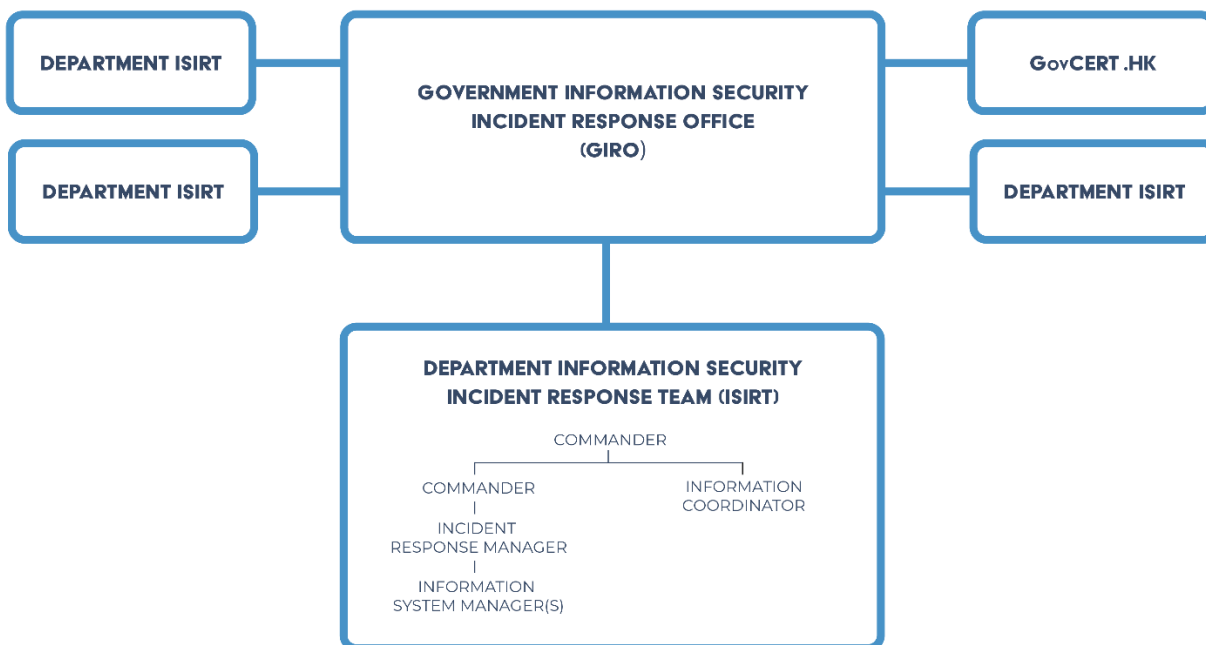 DEPARTMENT ISIRT
DEPARTMENT ISIRT
GOVERNMENT INFORMATION SECURITY
INCIDENT RESPONSE OFFICE
(GIRO)
GovCERT .HK
DEPARTMENT ISIRT
DEPARTMENT INFORMATION SECURITY
INCIDENT RESPONSE TEAM (ISIRT)
COMMANDER
COMMANDER
INCIDENT
RESPONSE MANAGER
INFORMATION
SYSTEM MANAGER(S)
INFORMATION
COORDINATOR